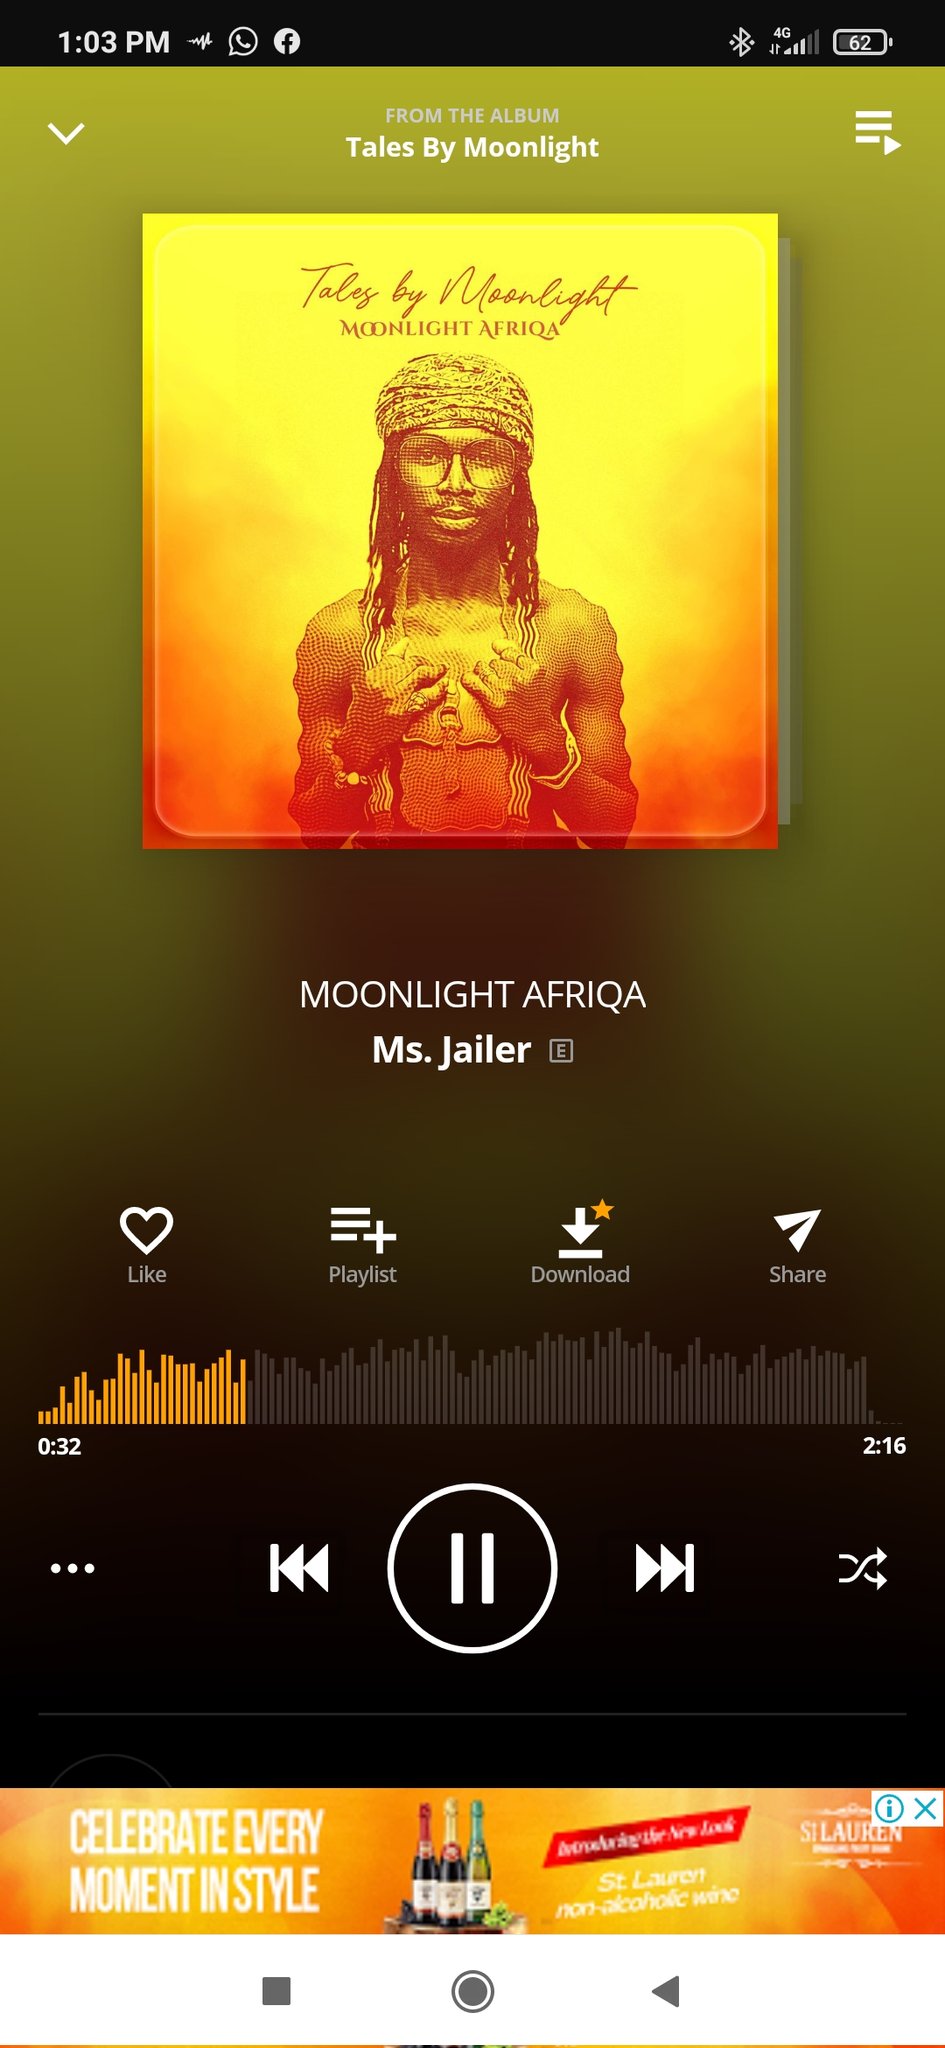 1:03 PM
4G
62
FROM THE ALBUM
Tales By Moonlight
Tales by Moonlight
MOONLIGHT AFRIQA
MOONLIGHT AFRIQA
Ms. Jailer E
Like
Playlist
Download
Share
0:32
2:16
CELEBRATE EVERY
MOMENT IN STYLE
Introducing the New Look
St. Lauren
non-alcoholic wine
St LAUREN